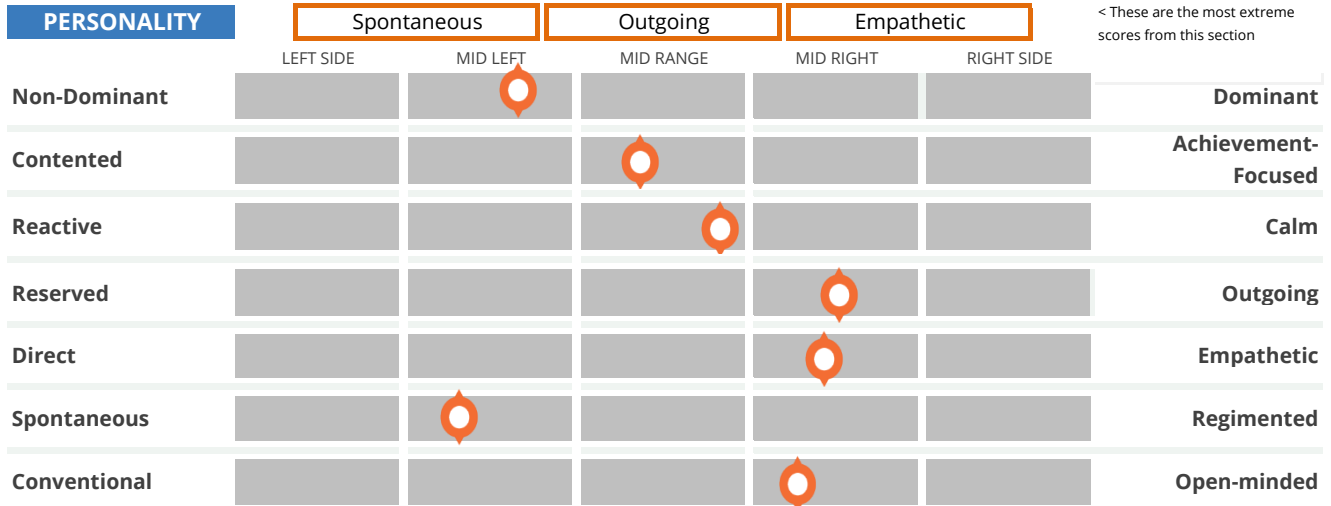 PERSONALITY
Spontaneous
Outgoing
Empathetic
< These are the most extreme
scores from this section
LEFT SIDE
MID LEFT
MID RANGE
MID RIGHT
RIGHT SIDE
Non-Dominant
Dominant
Contented
Achievement-
Focused
Reactive
Calm
Reserved
Outgoing
Direct
Empathetic
Spontaneous
Regimented
Conventional
Open-minded